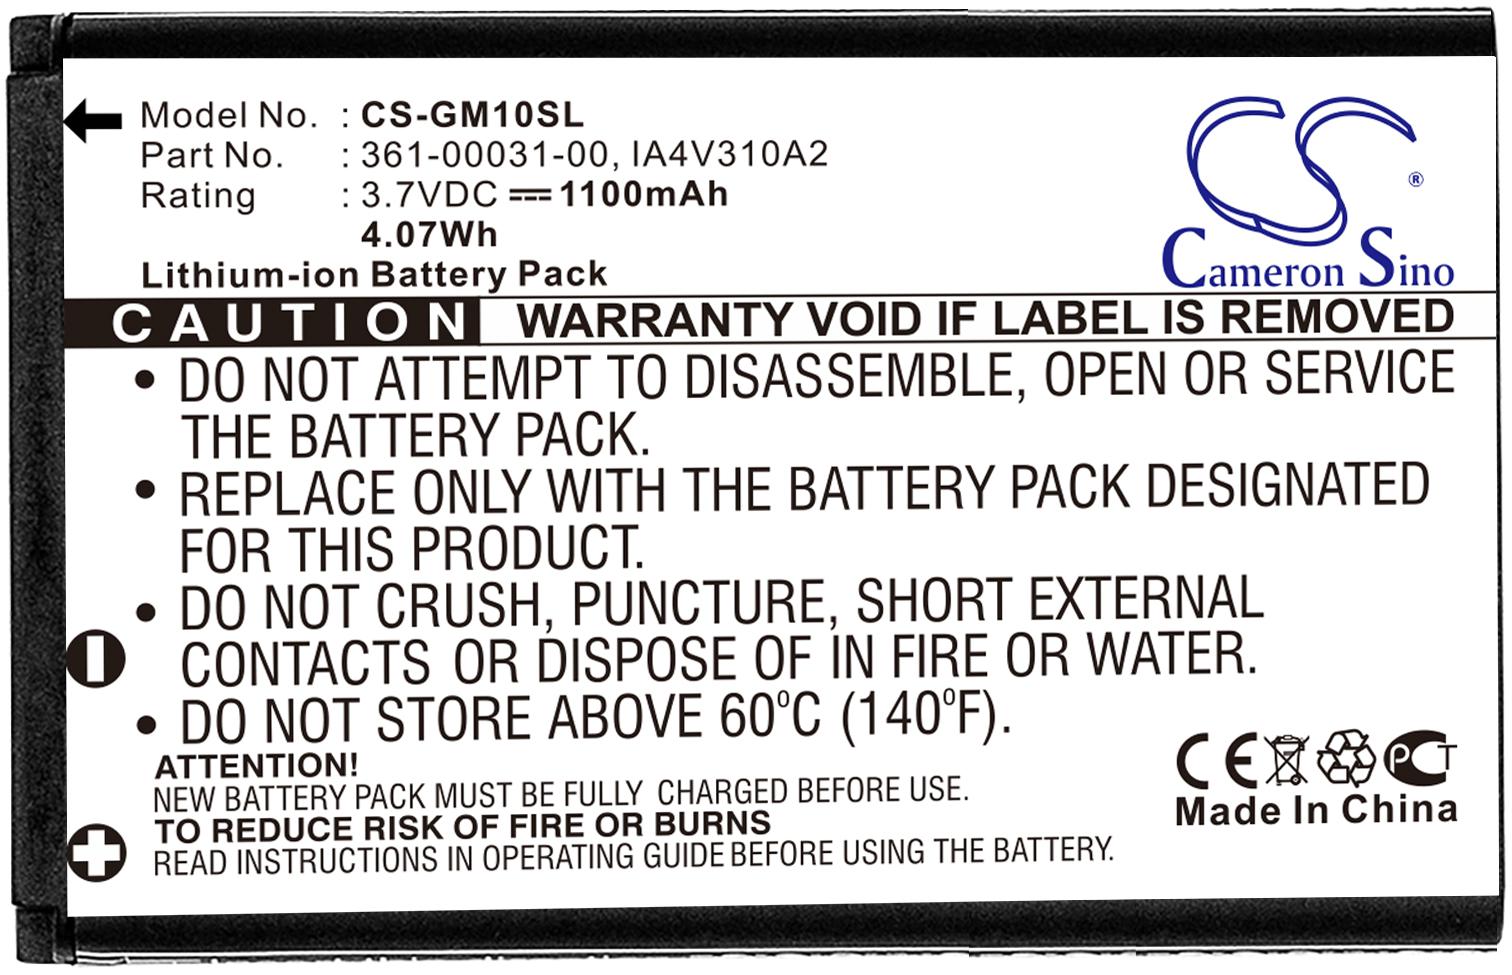 Model No. : CS-GM10SL
Part No. : 361-00031-00, IA4V310A2
Rating : 3.7VDC ⎓ 1100mAh
4.07Wh
Lithium-ion Battery Pack
CS ®
Cameron Sino
CAUTION WARRANTY VOID IF LABEL IS REMOVED
• DO NOT ATTEMPT TO DISASSEMBLE, OPEN OR SERVICE
THE BATTERY PACK.
• REPLACE ONLY WITH THE BATTERY PACK DESIGNATED
FOR THIS PRODUCT.
• DO NOT CRUSH, PUNCTURE, SHORT EXTERNAL
CONTACTS OR DISPOSE OF IN FIRE OR WATER.
• DO NOT STORE ABOVE 60°C (140°F).
ATTENTION!
NEW BATTERY PACK MUST BE FULLY CHARGED BEFORE USE.
TO REDUCE RISK OF FIRE OR BURNS
READ INSTRUCTIONS IN OPERATING GUIDE BEFORE USING THE BATTERY.
CE PCT
Made In China